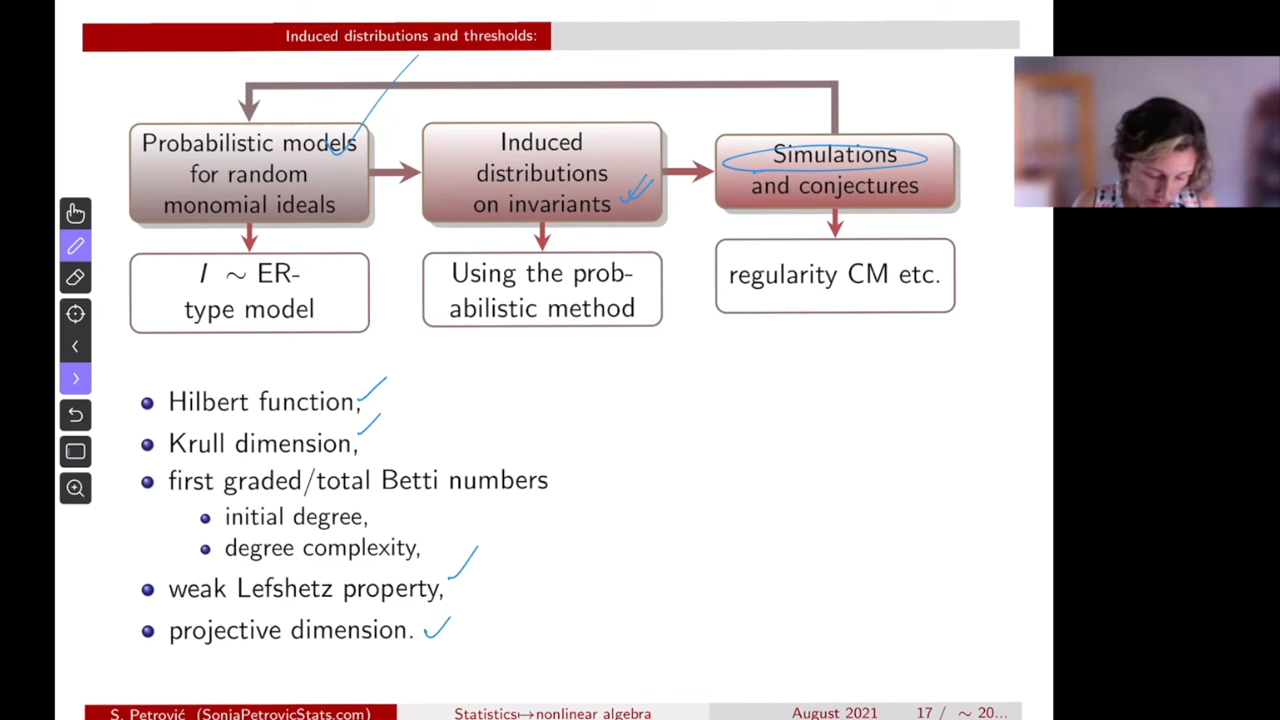 Induced distributions and thresholds:
Probabilistic models
for random
monomial ideals
Induced
distributions
on invariants
Simulations
and conjectures
I ∼ ER-
type model
Using the prob-
abilistic method
regularity CM etc.
Hilbert function,
Krull dimension,
first graded/total Betti numbers
initial degree,
degree complexity,
weak Lefshetz property,
projective dimension.
S. Petrović (SonjaPetrovicStats.com)
Statistics↦nonlinear algebra
August 2021
17 / ∼ 20...